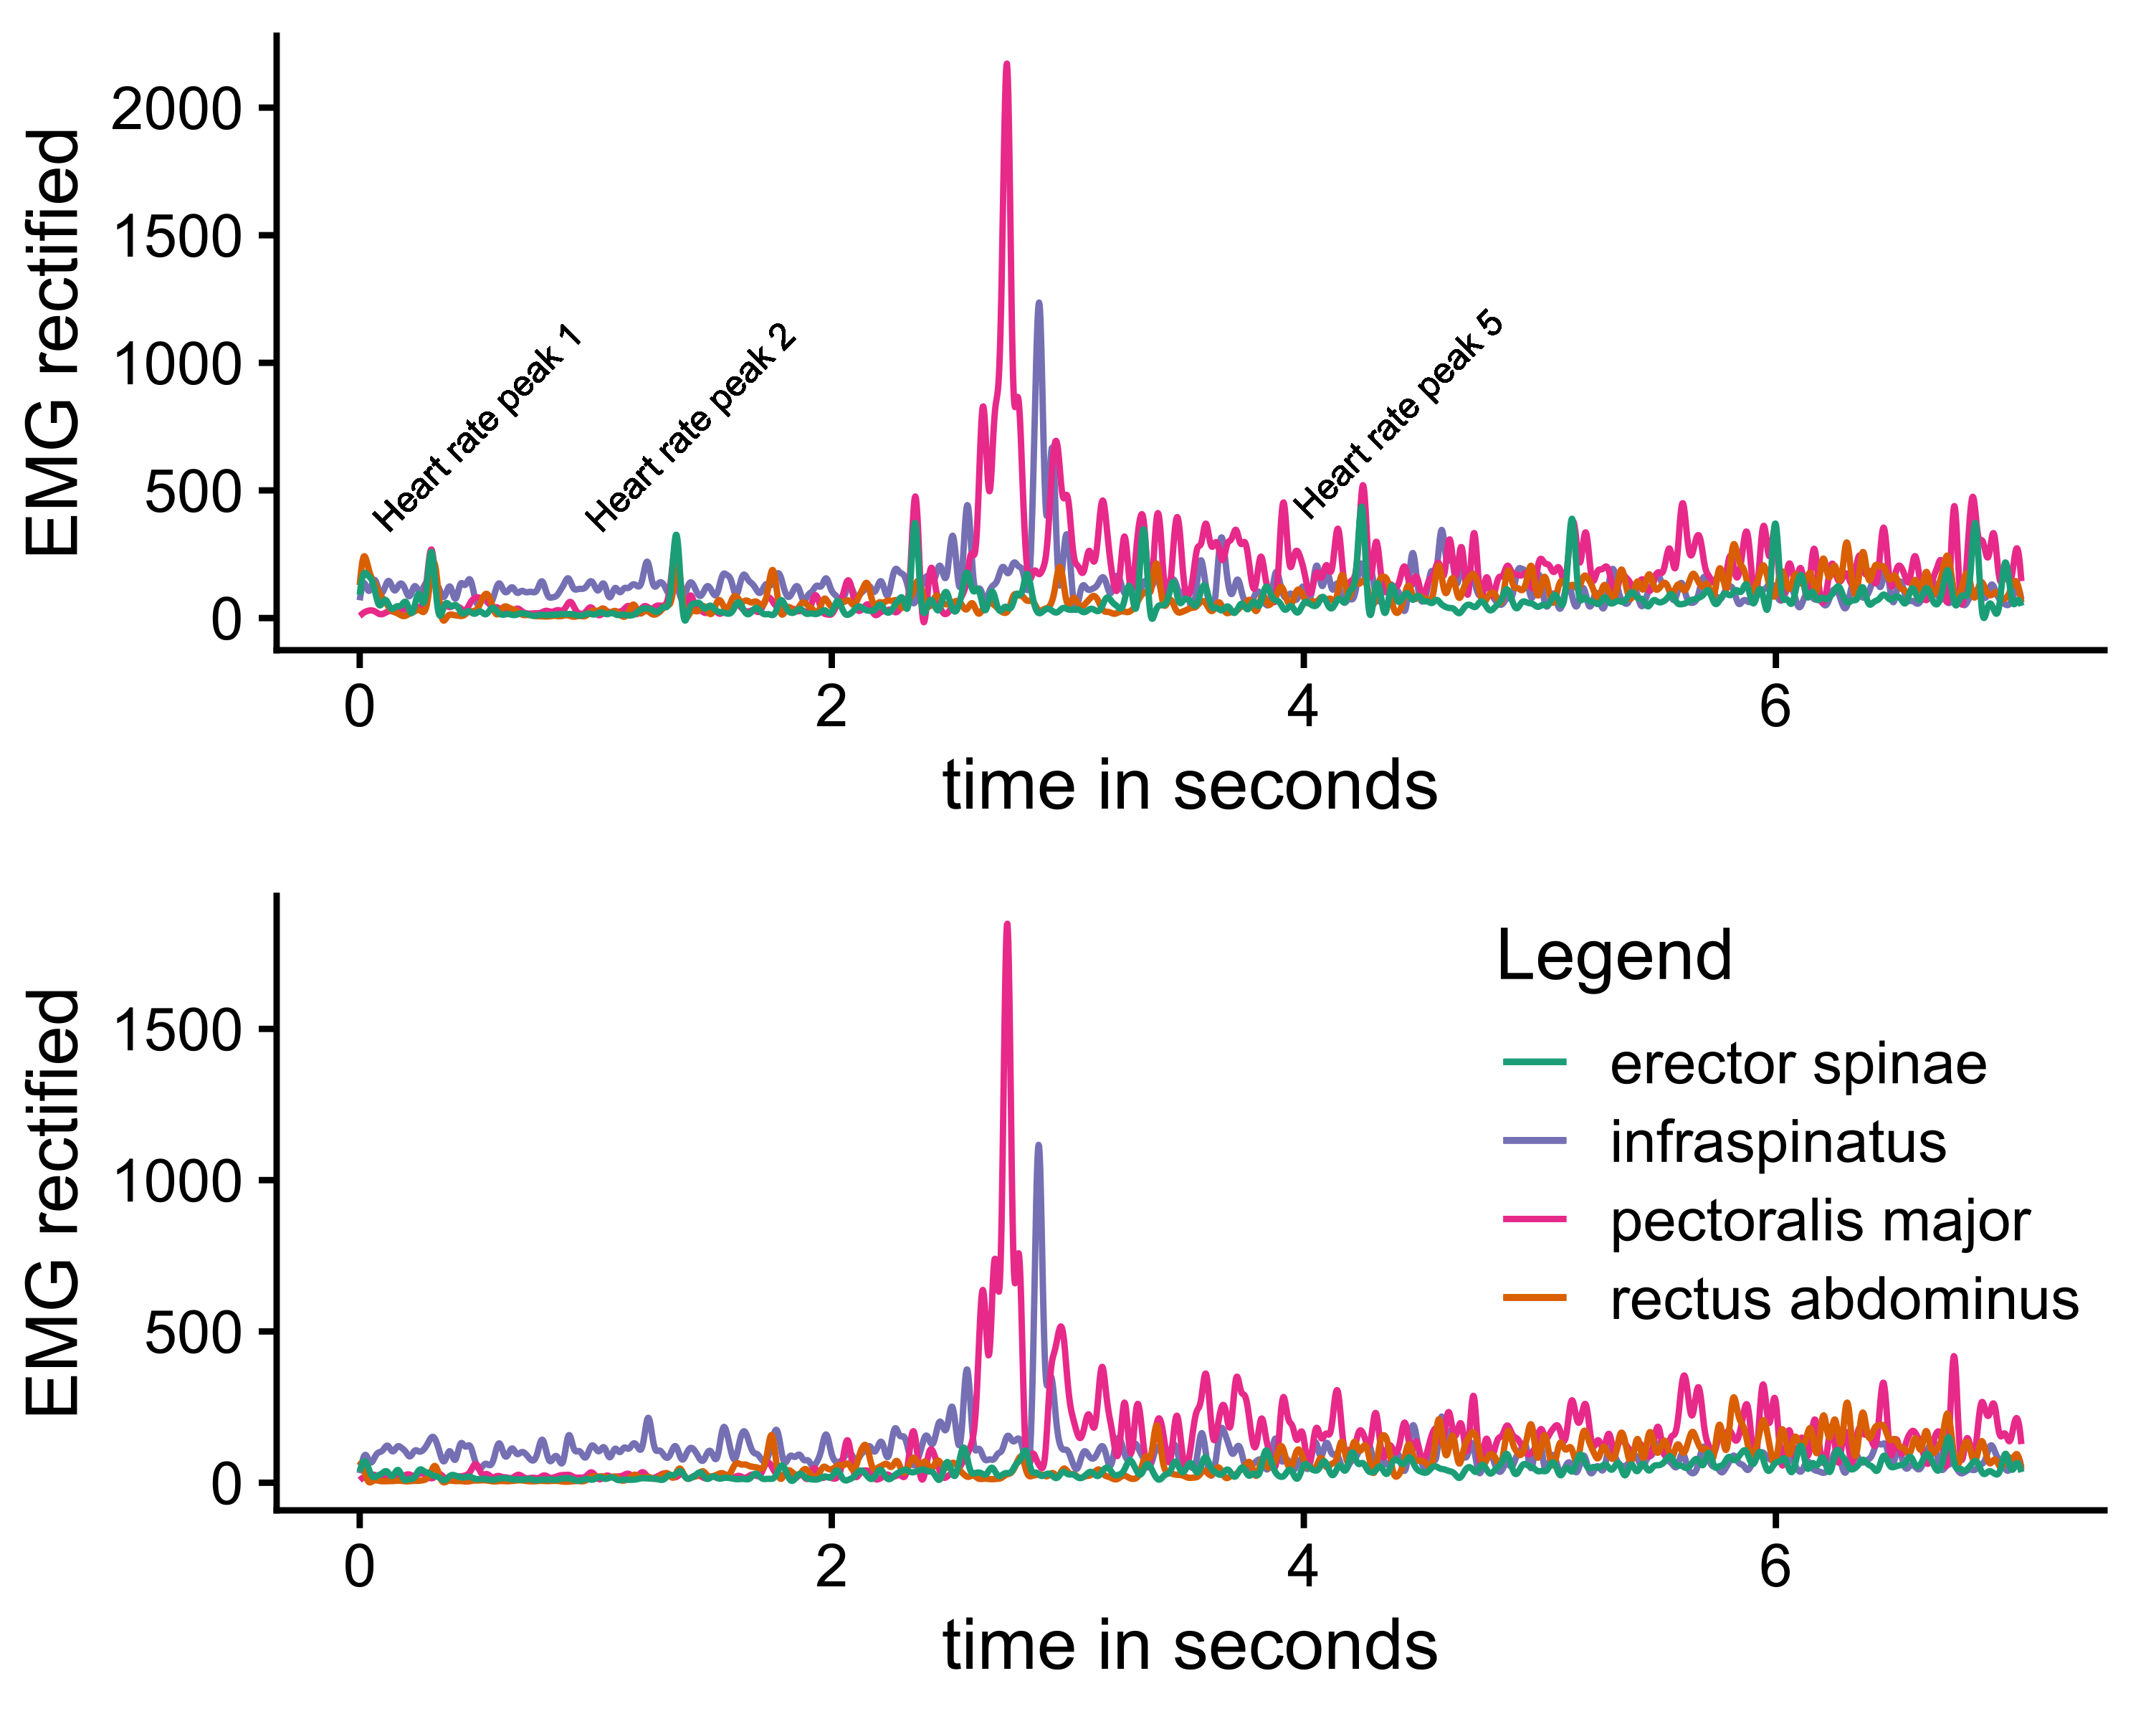 EMG rectified
2000
1500
1000
500
0
Heart rate peak 1
Heart rate peak 2
Heart rate peak 5
0 2 4 6
time in seconds
EMG rectified
1500
1000
500
0
Legend
erector spinae
infraspinatus
pectoralis major
rectus abdominus
0 2 4 6
time in seconds